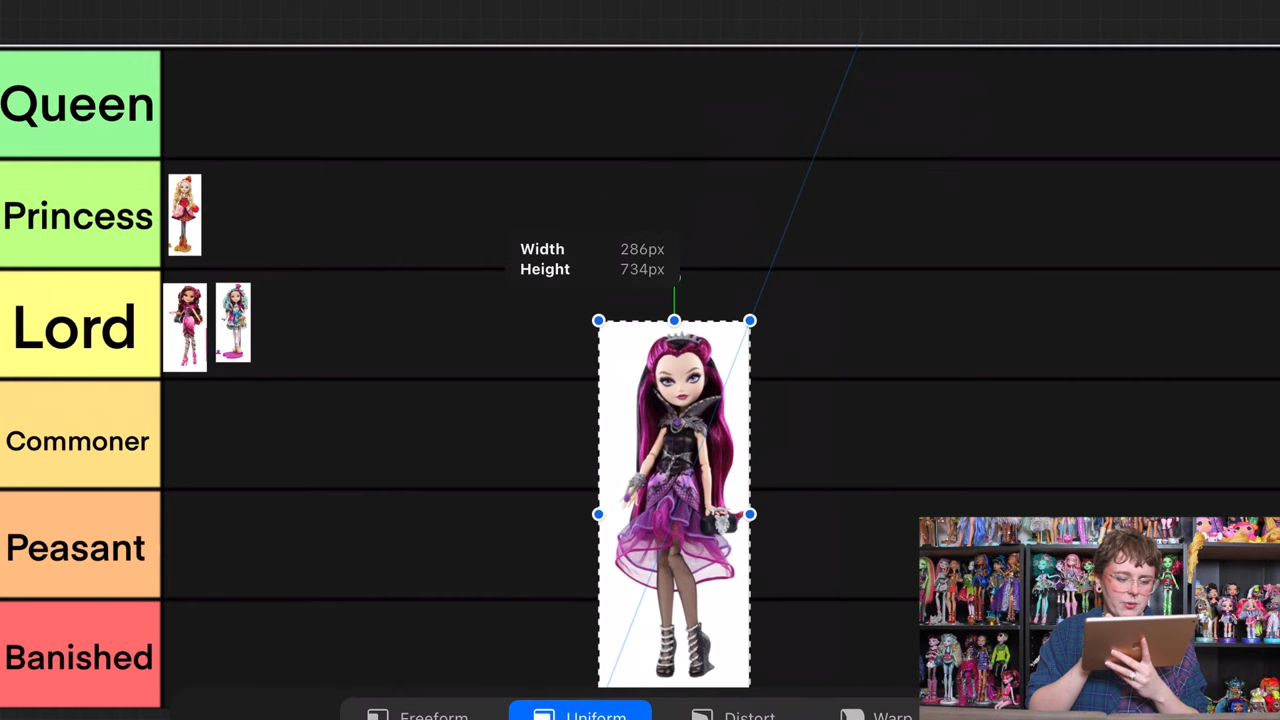 Queen
Princess
Width 286px
Height 734px
Lord
Commoner
Peasant
Banished
Freeform Uniform Distort Warp